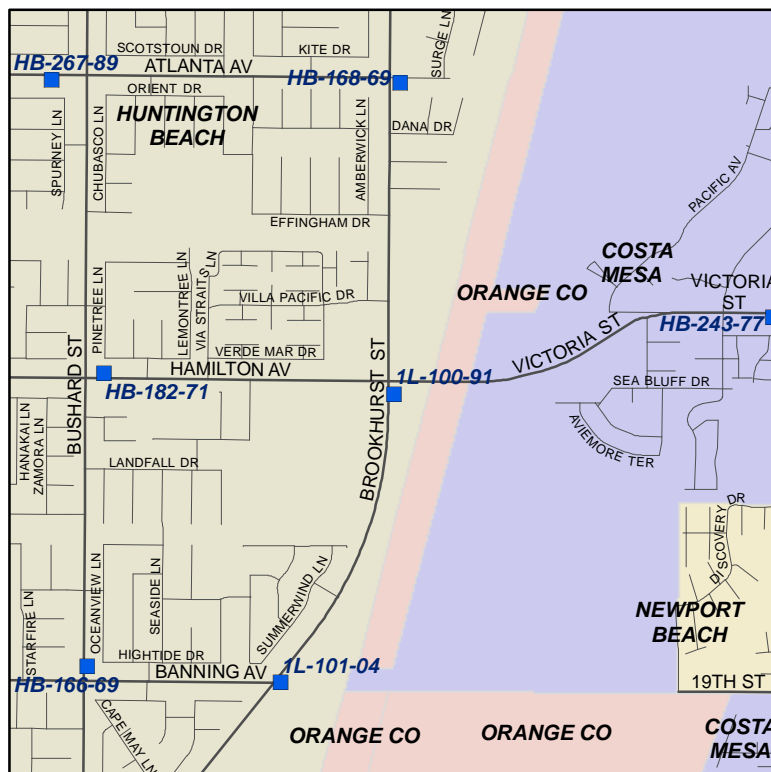 SCOTSTOUN DR
KITE DR
SURGE LN
HB-267-89
ATLANTA AV
HB-168-69
ORIENT DR
HUNTINGTON
BEACH
SPURNEY LN
CHUBASCO LN
AMBERWICK LN
DANA DR
PACIFIC AV
EFFINGHAM DR
COSTA
MESA
PINETREE LN
LEMONTREE LN
VIA STRAITS LN
VILLA PACIFIC DR
ORANGE CO
VICTORIA
ST
HB-243-77
VICTORIA ST
VERDE MAR DR
HAMILTON AV
BUSHARD ST
HB-182-71
BROOKHURST ST
1L-100-91
SEA BLUFF DR
HANAKAI LN
ZAMORA LN
AVIEMORE TER
LANDFALL DR
DISCOVERY DR
STARFIRE LN
OCEANVIEW LN
SEASIDE LN
SUMMERWIND LN
NEWPORT
BEACH
HIGHTIDE DR
HB-166-69
BANNING AV
1L-101-04
19TH ST
CAPE MAY LN
ORANGE CO
ORANGE CO
COSTA
MESA